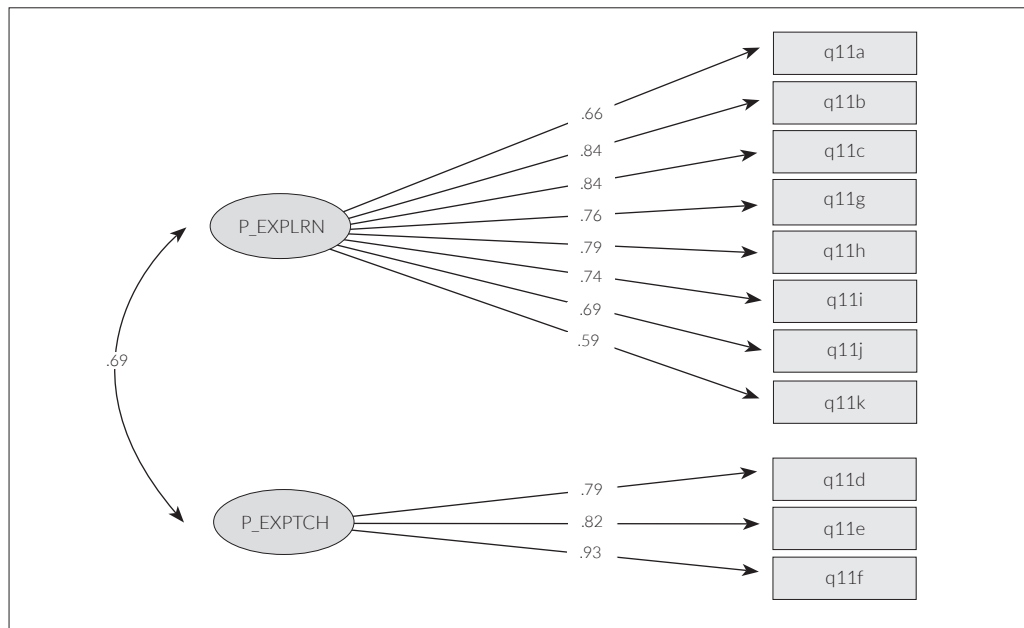 q11a
.66
q11b
.84
q11c
.84
q11g
.76
P_EXPLRN
q11h
.79
.74
q11i
.69
.59
q11j
.69
q11k
q11d
.79
P_EXPTCH
.82
q11e
.93
q11f